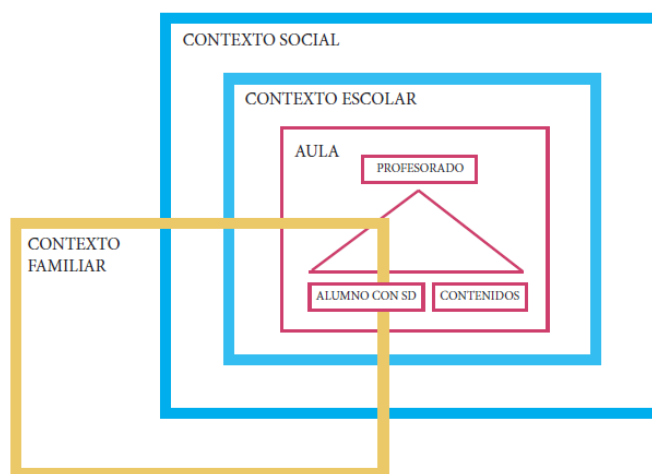 CONTEXTO SOCIAL
CONTEXTO ESCOLAR
AULA
PROFESORADO
CONTEXTO
FAMILIAR
ALUMNO CON SD
CONTENIDOS